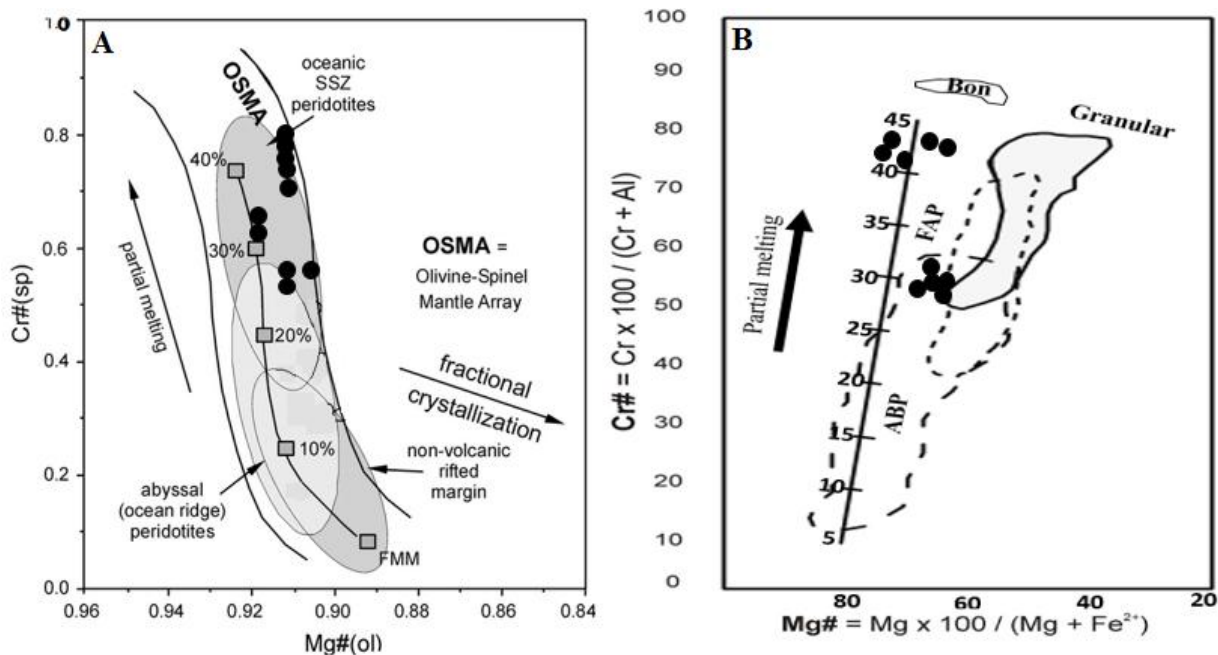 A
1.0
0.8
0.6
0.4
0.2
0.0
Cr#(sp)
0.96
0.94
0.92
0.90
0.88
0.86
0.84
Mg#(ol)
OSMA
oceanic
SSZ
peridotites
40%
30%
20%
10%
FMM
partial melting
OSMA =
Olivine-Spinel
Mantle Array
fractional
crystallization
non-volcanic
rifted
margin
abyssal
(ocean ridge)
peridotites
B
100
90
80
70
60
50
40
30
20
10
0
Cr# = Cr x 100 / (Cr + Al)
Partial melting
Bon
Granular
45
40
35
30
25
20
15
10
5
FAP
ABP
80
60
40
20
Mg# = Mg x 100 / (Mg + Fe²⁺)